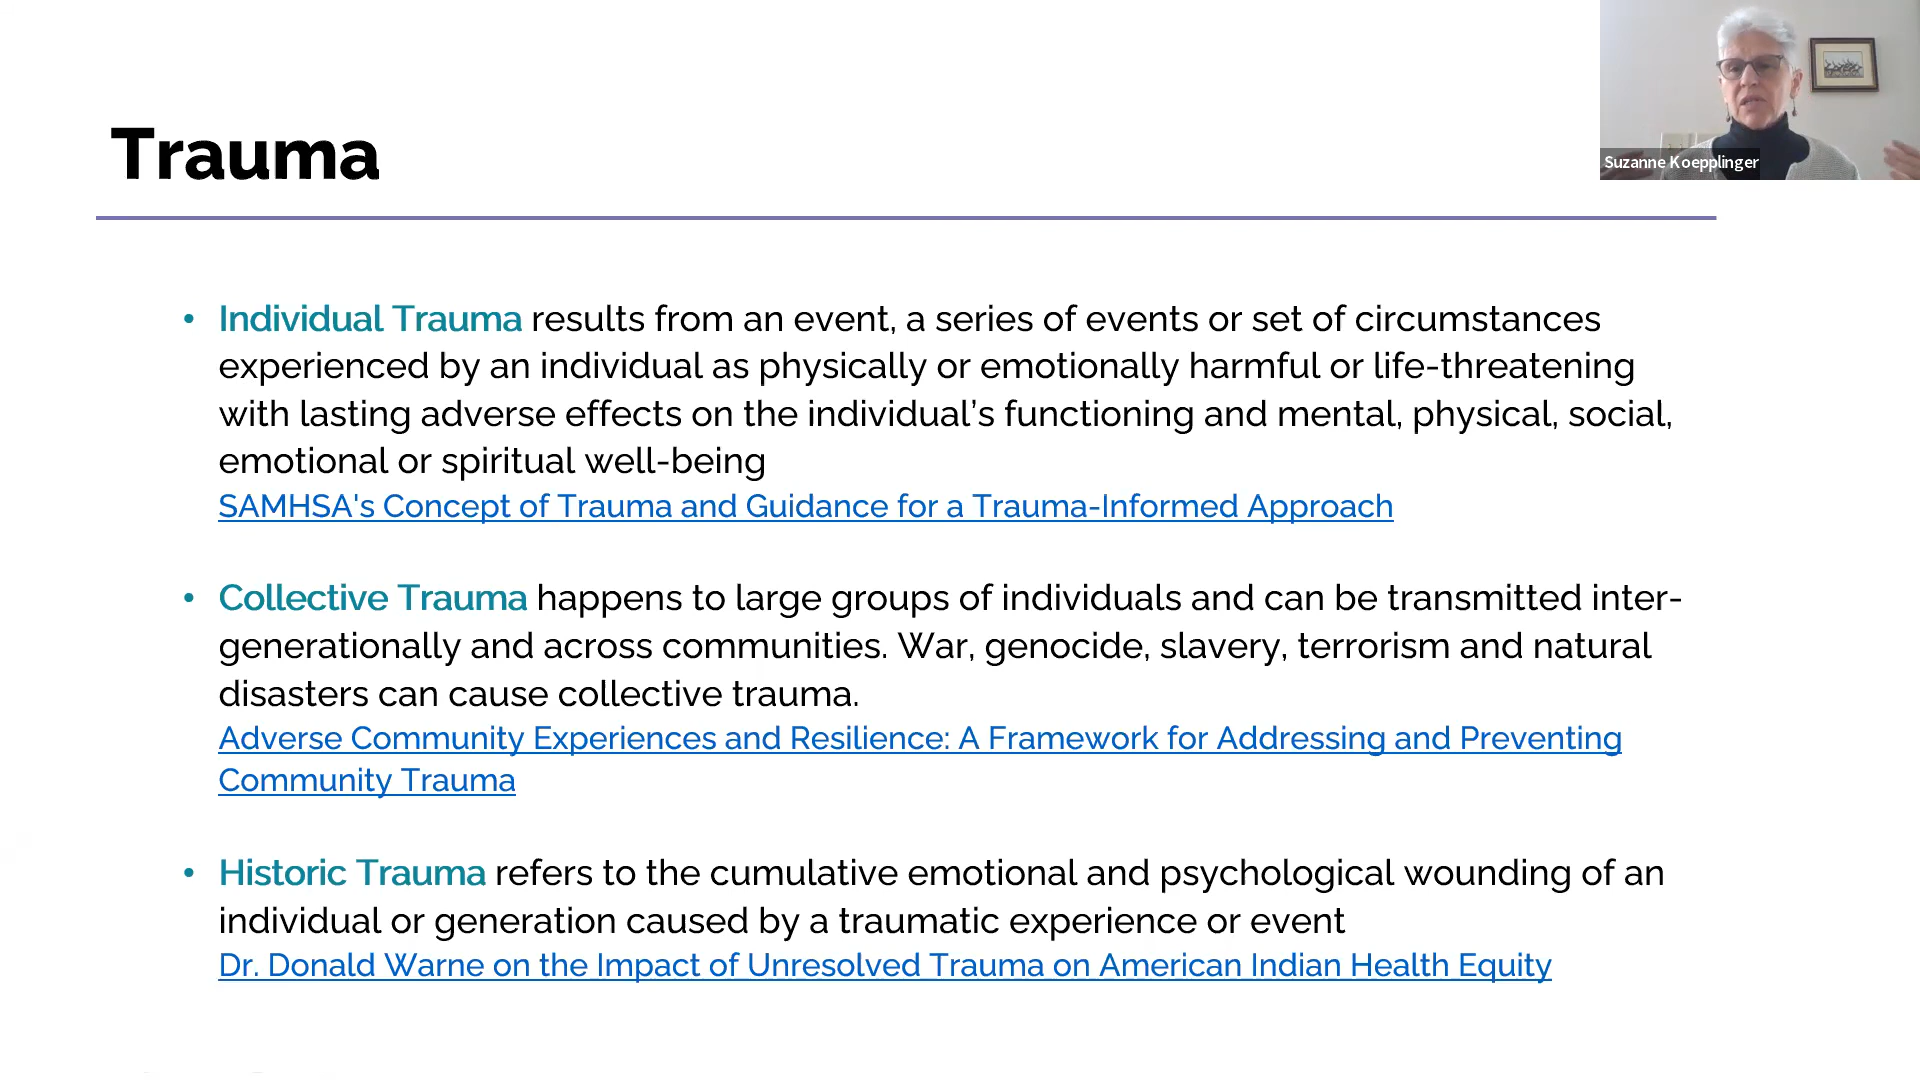 Trauma
Suzanne Koepplinger
• Individual Trauma results from an event, a series of events or set of circumstances
experienced by an individual as physically or emotionally harmful or life-threatening
with lasting adverse effects on the individual’s functioning and mental, physical, social,
emotional or spiritual well-being
SAMHSA's Concept of Trauma and Guidance for a Trauma-Informed Approach
• Collective Trauma happens to large groups of individuals and can be transmitted inter-
generationally and across communities. War, genocide, slavery, terrorism and natural
disasters can cause collective trauma.
Adverse Community Experiences and Resilience: A Framework for Addressing and Preventing
Community Trauma
• Historic Trauma refers to the cumulative emotional and psychological wounding of an
individual or generation caused by a traumatic experience or event
Dr. Donald Warne on the Impact of Unresolved Trauma on American Indian Health Equity